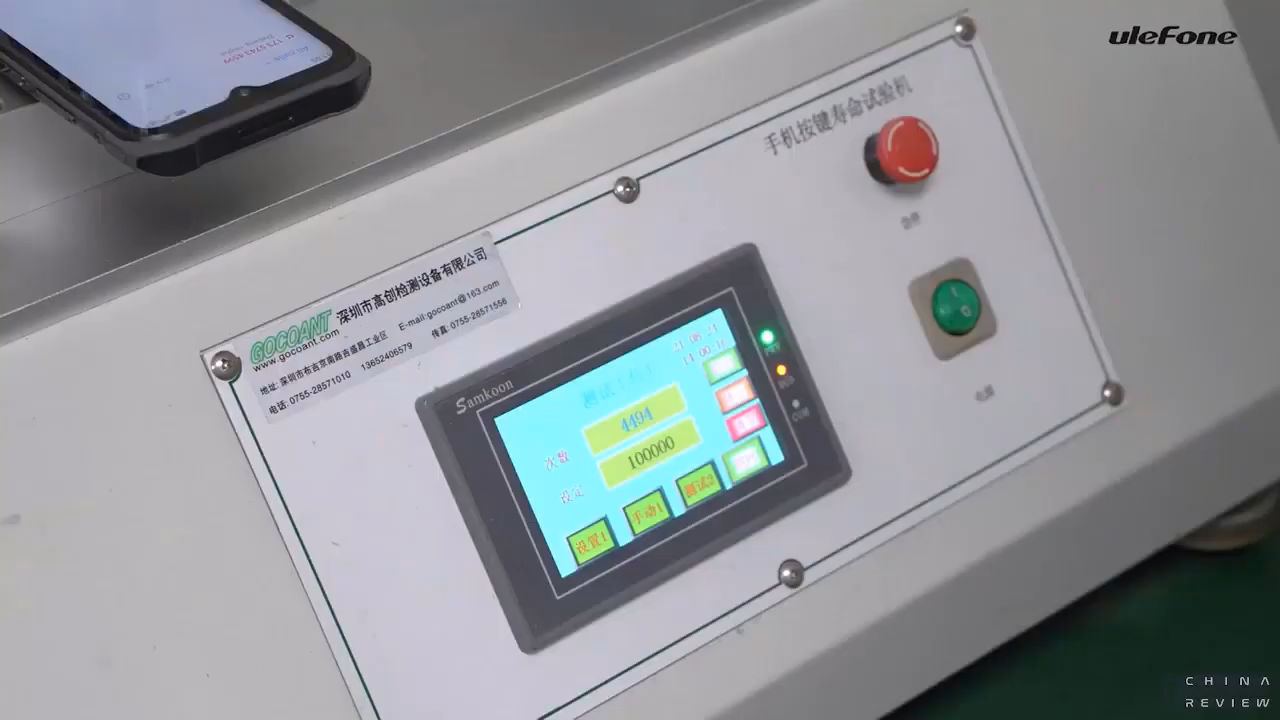 uleFone
手机按键寿命试验机
GOCOANT 深圳市高创检测设备有限公司
www.gocoant.com E-mail:gocoant@163.com
地址:深圳市布吉京南路吉盛昌工业区 传真:0755-28571556
电话:0755-28571010 13652406579
Samkoon
次数 4494
设定 100000
设置1 手动1 测试2
电源
CHINA
REVIEW